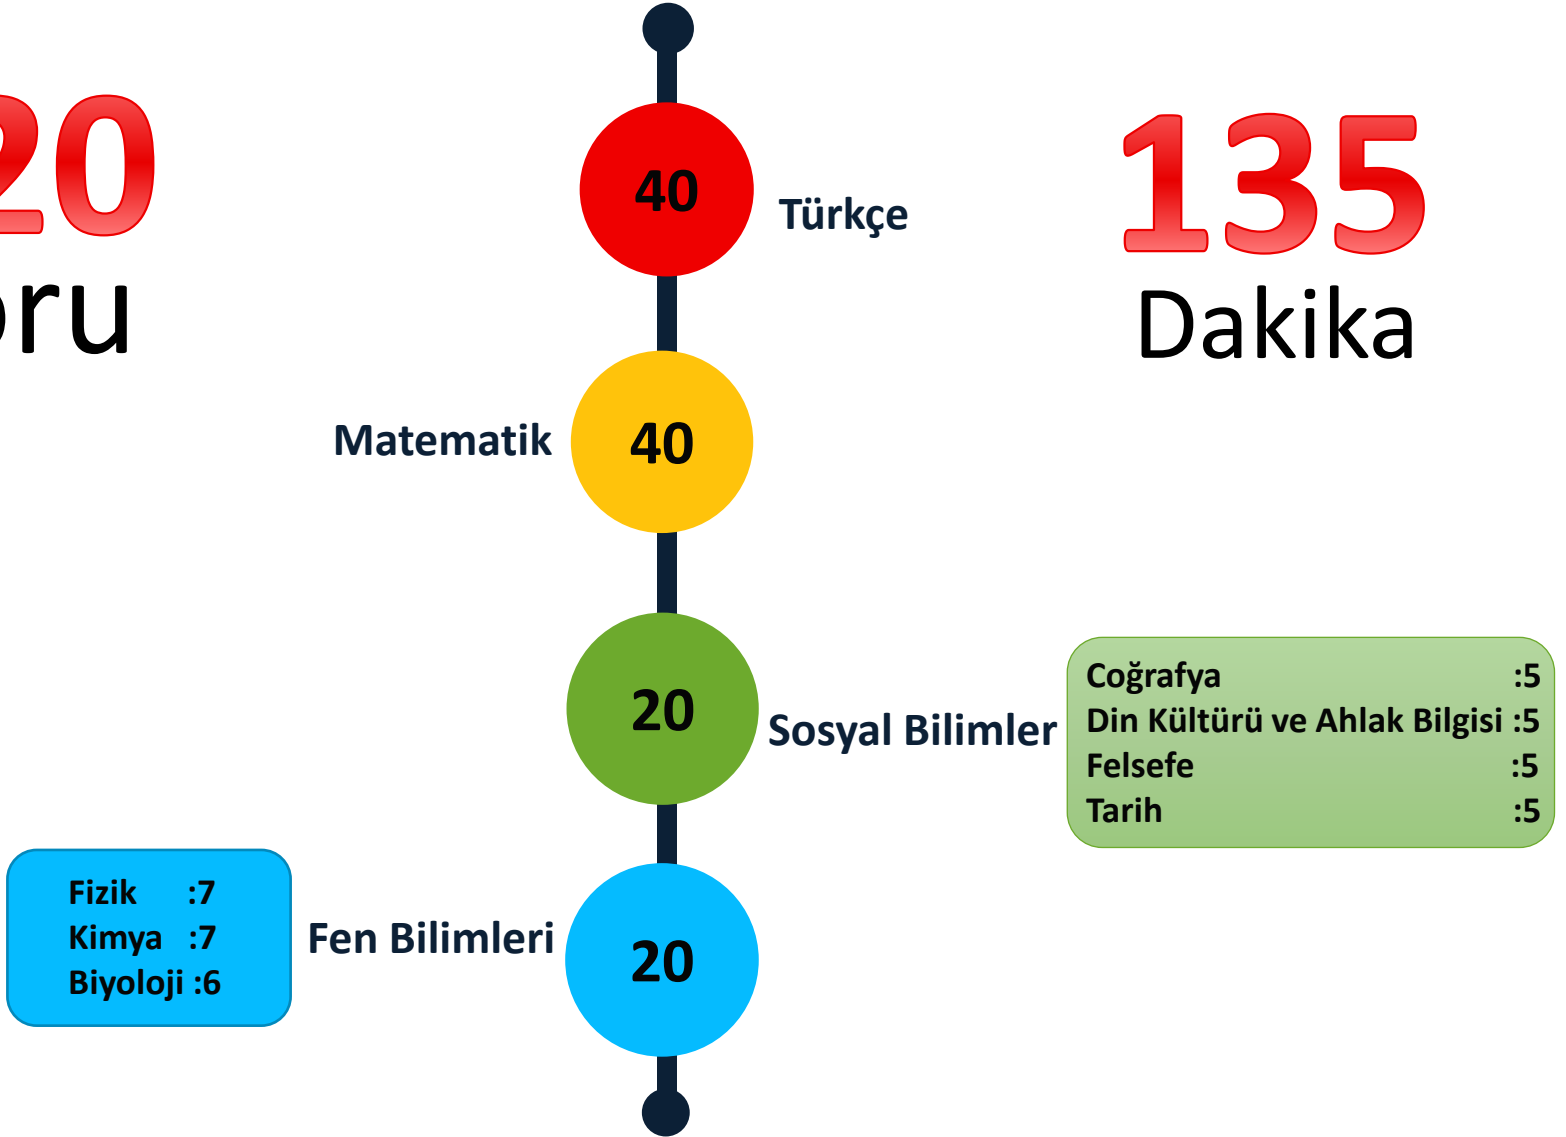 20
oru
40
Türkçe
135
Dakika
Matematik
40
20
Sosyal Bilimler
Coğrafya :5
Din Kültürü ve Ahlak Bilgisi :5
Felsefe :5
Tarih :5
Fizik :7
Kimya :7
Biyoloji :6
Fen Bilimleri
20